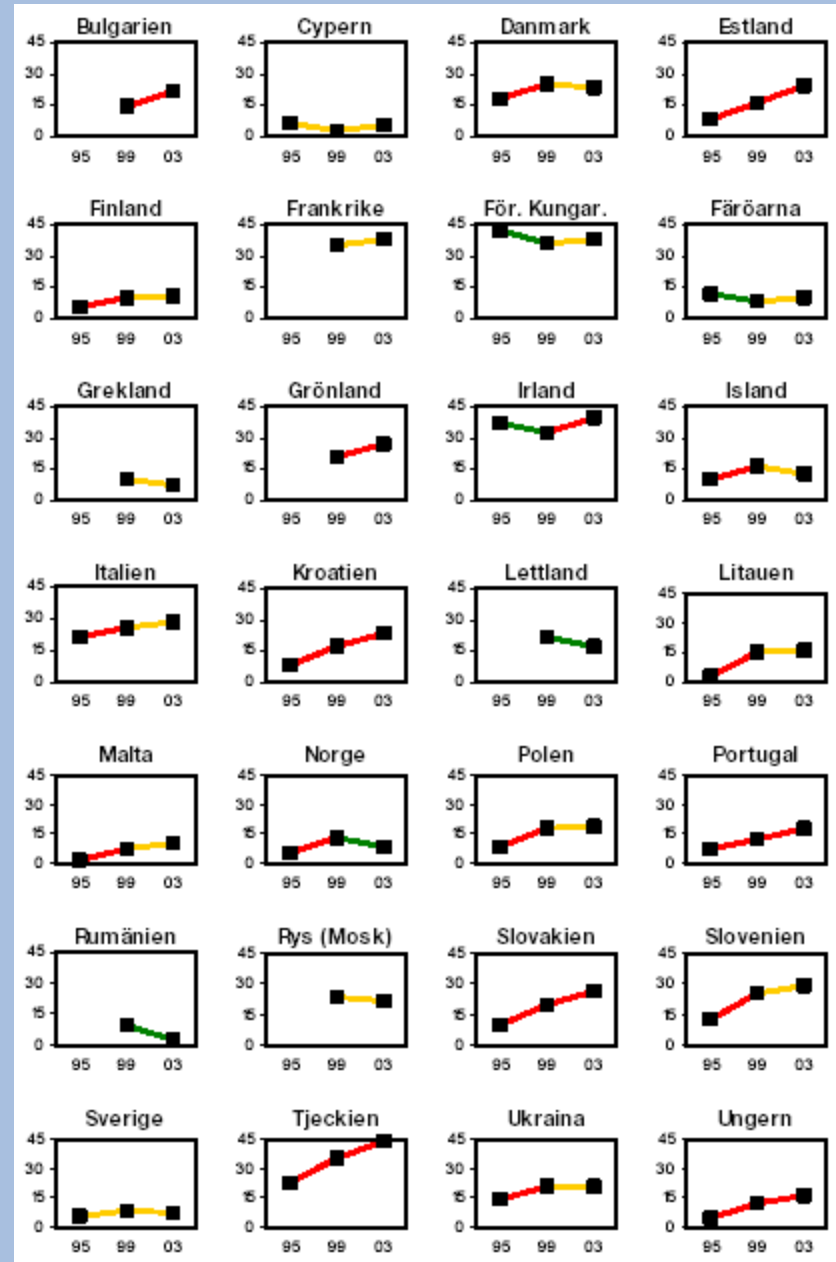 Bulgarien Cypern Danmark Estland
45 45 45 45
30 30 30 30
15 15 15 15
0 0 0 0
95 99 03 95 99 03 95 99 03 95 99 03
Finland Frankrike För. Kungar. Färöarna
45 45 45 45
30 30 30 30
15 15 15 15
0 0 0 0
95 99 03 95 99 03 95 99 03 95 99 03
Grekland Grönland Irland Island
45 45 45 45
30 30 30 30
15 15 15 15
0 0 0 0
95 99 03 95 99 03 95 99 03 95 99 03
Italien Kroatien Lettland Litauen
45 45 45 45
30 30 30 30
15 15 15 15
0 0 0 0
95 99 03 95 99 03 95 99 03 95 99 03
Malta Norge Polen Portugal
45 45 45 45
30 30 30 30
15 15 15 15
0 0 0 0
95 99 03 95 99 03 95 99 03 95 99 03
Rumänien Rys (Mosk) Slovakien Slovenien
45 45 45 45
30 30 30 30
15 15 15 15
0 0 0 0
95 99 03 95 99 03 95 99 03 95 99 03
Sverige Tjeckien Ukraina Ungern
45 45 45 45
30 30 30 30
15 15 15 15
0 0 0 0
95 99 03 95 99 03 95 99 03 95 99 03